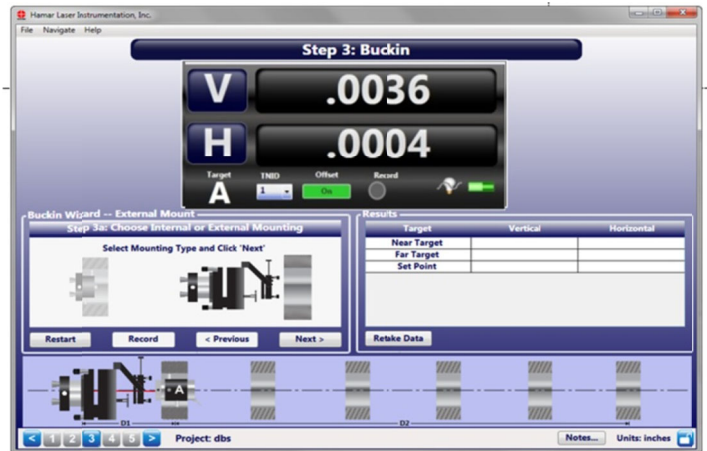 Hamar Laser Instrumentation, Inc.
File Navigate Help
Step 3: Buckin
V .0036
H .0004
Target TNID Offset Record
A 1 On
Buckin Wizard -- External Mount
Step 3a: Choose Internal or External Mounting
Select Mounting Type and Click 'Next'
Restart Record < Previous Next >
Results
Target Vertical Horizontal
Near Target
Far Target
Set Point
Retake Data
A
D1 D2
< 1 2 3 4 5 > Project: dbs Notes... Units: inches